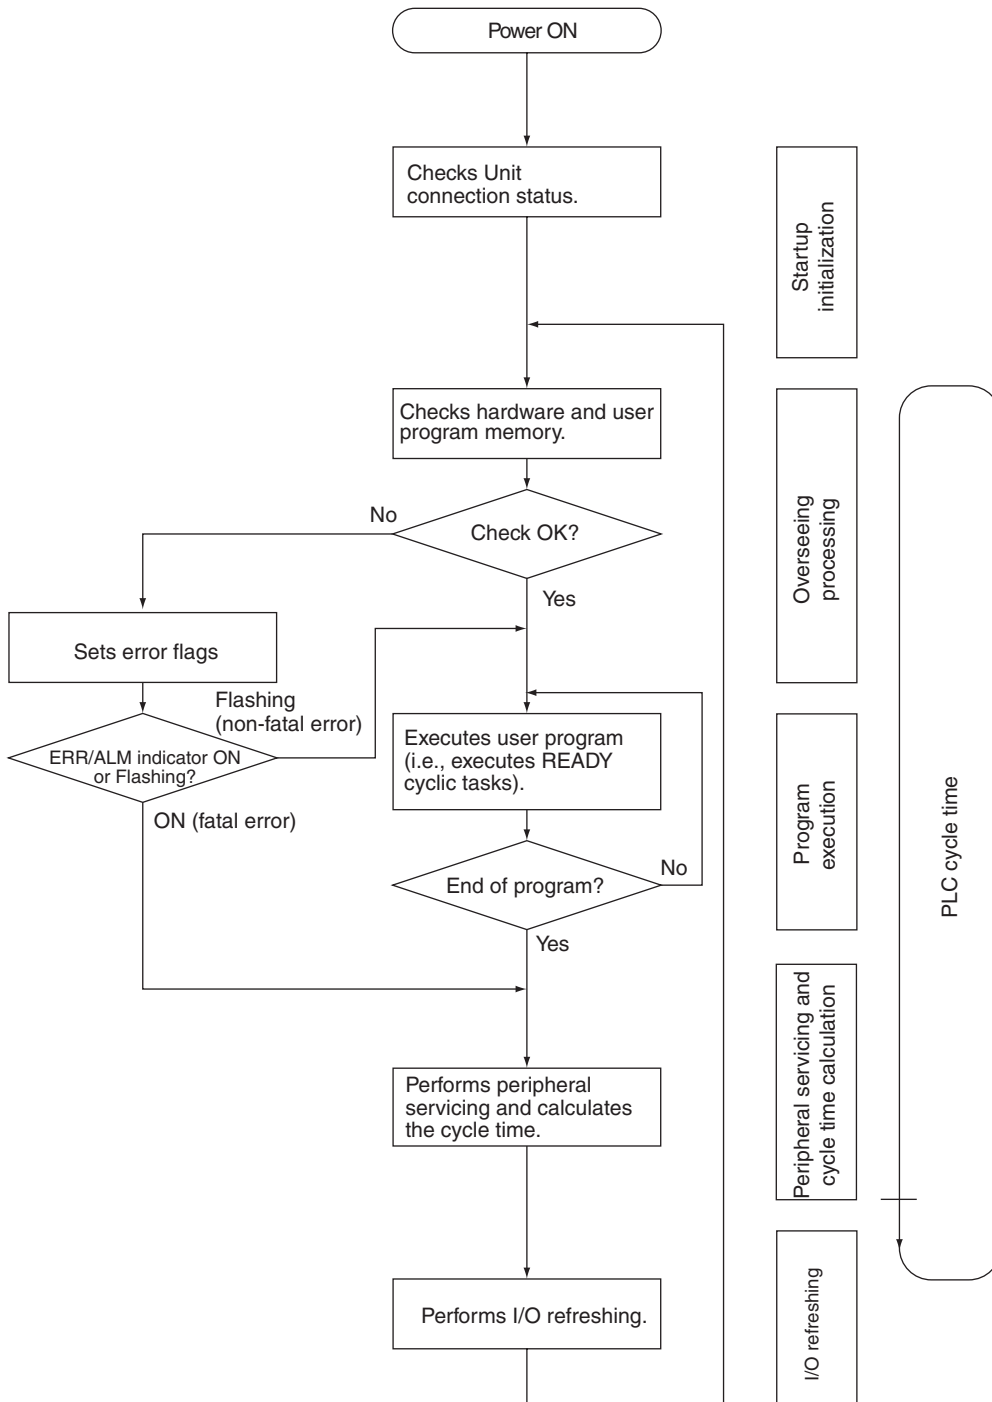 Power ON
Checks Unit
connection status.
Startup
initialization
Checks hardware and user
program memory.
No
Check OK?
Yes
Overseeing
processing
Sets error flags
Flashing
(non-fatal error)
ERR/ALM indicator ON
or Flashing?
ON (fatal error)
Executes user program
(i.e., executes READY
cyclic tasks).
End of program?
No
Yes
Program
execution
PLC cycle time
Performs peripheral
servicing and calculates
the cycle time.
Peripheral servicing and
cycle time calculation
Performs I/O refreshing.
I/O refreshing